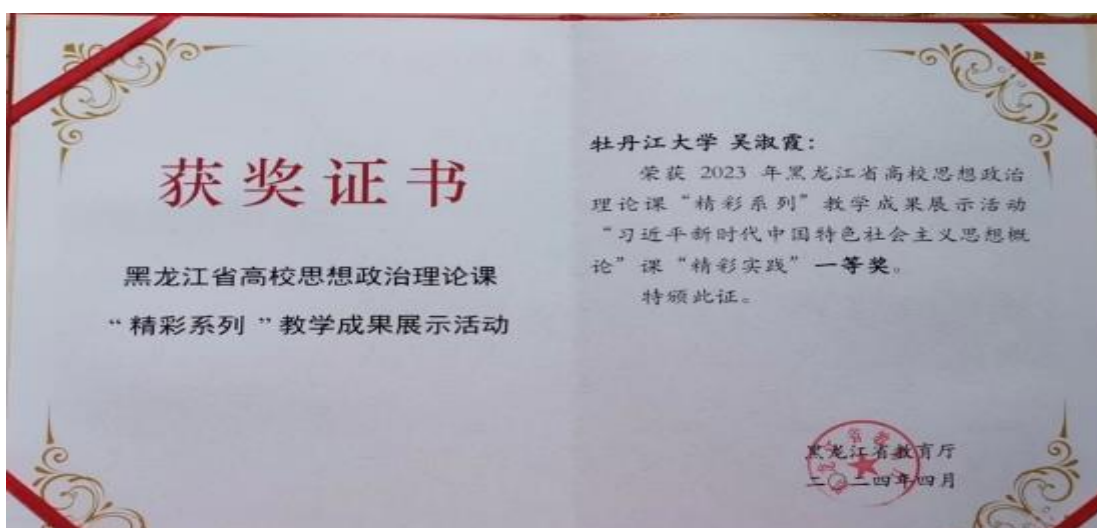 获奖证书
黑龙江省高校思想政治理论课
“精彩系列”教学成果展示活动
牡丹江大学 吴淑霞：
荣获 2023 年黑龙江省高校思想政治
理论课“精彩系列”教学成果展示活动
“习近平新时代中国特色社会主义思想概
论”课“精彩实践”一等奖。
特颁此证。
黑龙江省教育厅
二〇二四年四月